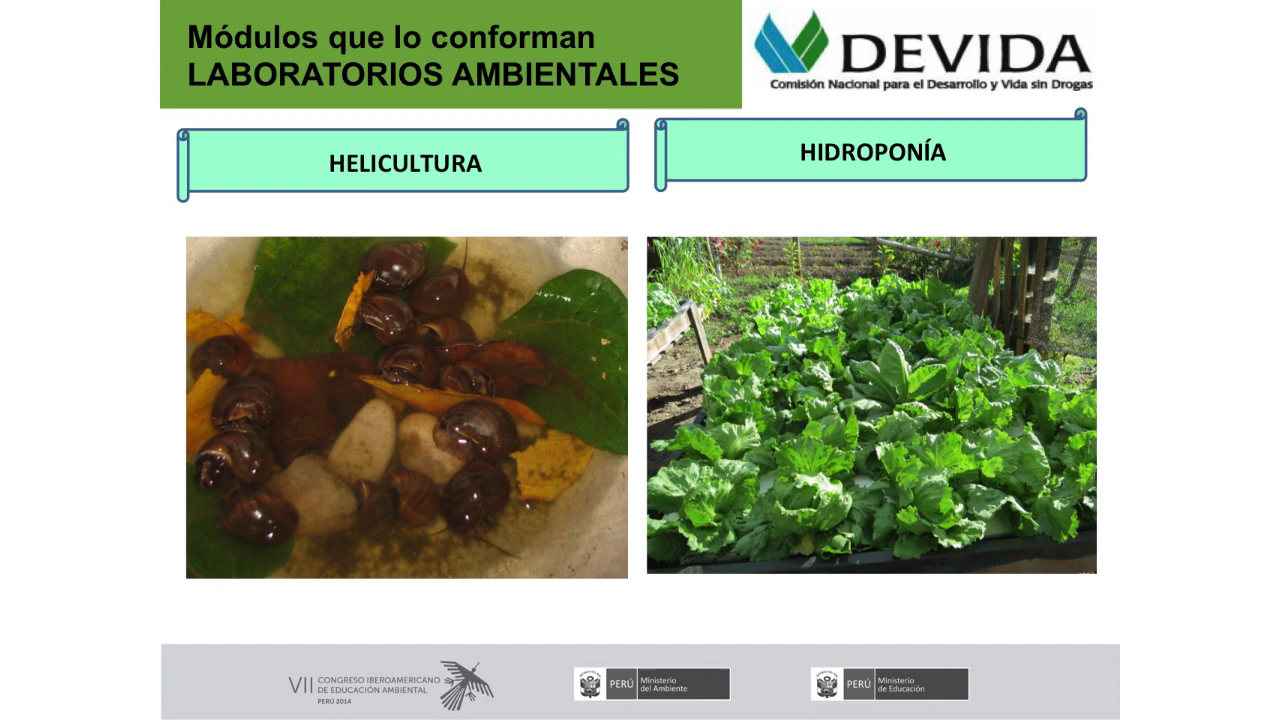 Módulos que lo conforman
LABORATORIOS AMBIENTALES
DEVIDA
Comisión Nacional para el Desarrollo y Vida sin Drogas
HELICULTURA
HIDROPONÍA
VII CONGRESO IBEROAMERICANO
DE EDUCACIÓN AMBIENTAL
PERÚ 2014
PERÚ Ministerio
del Ambiente
PERÚ Ministerio
de Educación